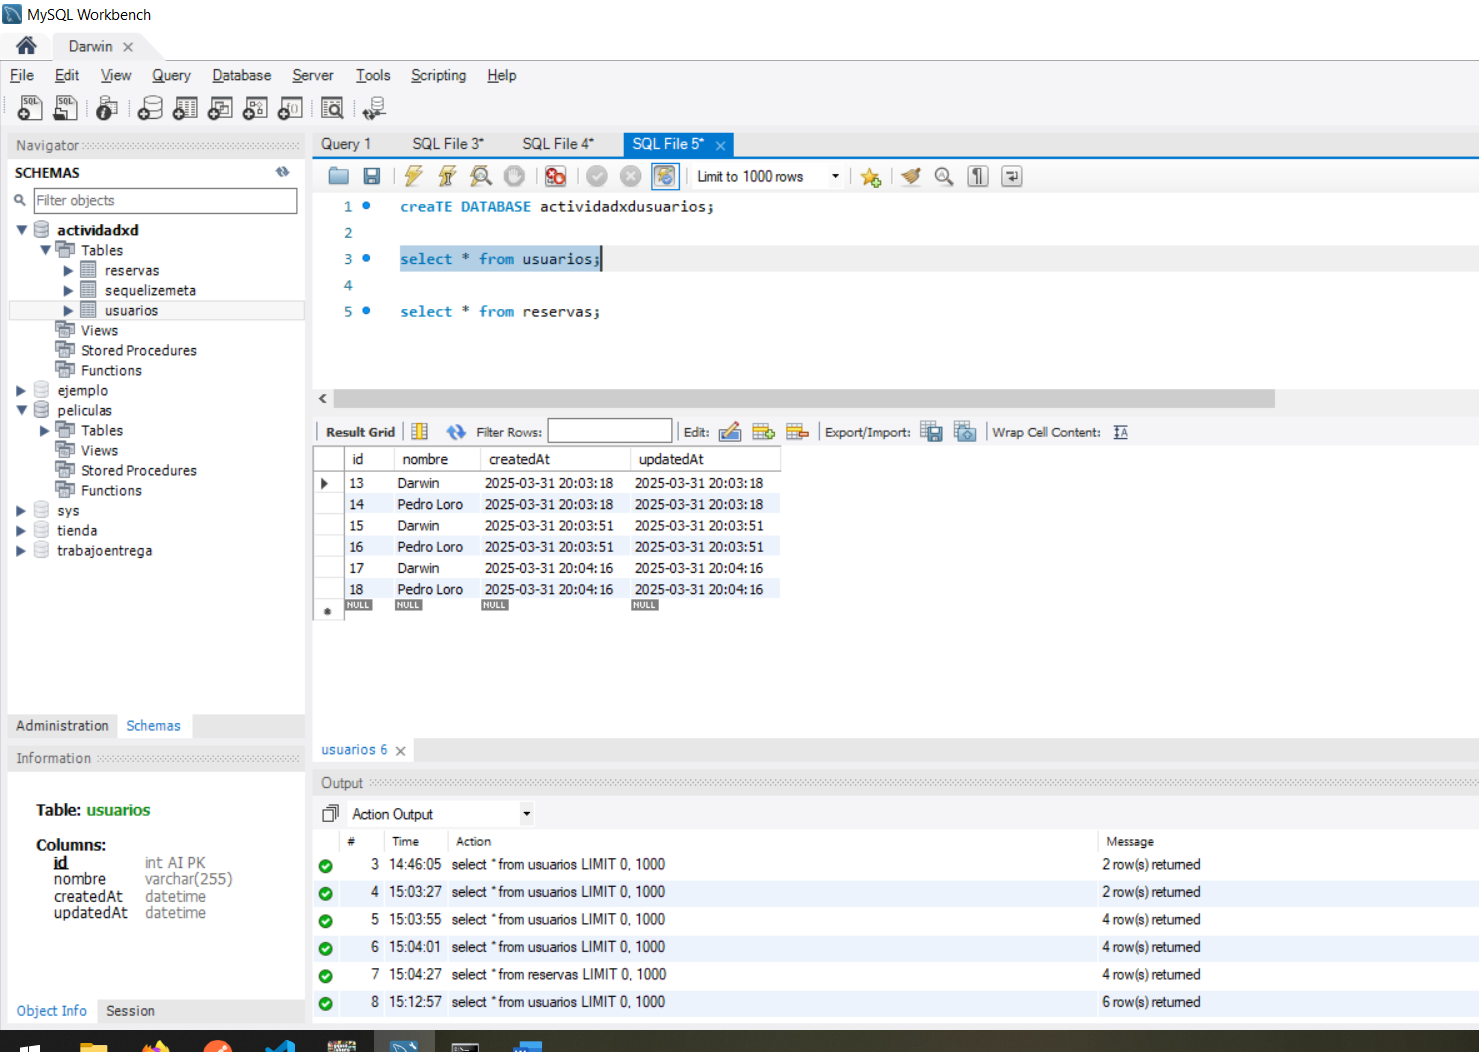 MySQL Workbench
Darwin
File Edit View Query Database Server Tools Scripting Help
Navigator
SCHEMAS
Filter objects
actividadxd
Tables
reservas
sequelizemeta
usuarios
Views
Stored Procedures
Functions
ejemplo
peliculas
Tables
Views
Stored Procedures
Functions
sys
tienda
trabajoentrega
Administration Schemas
Information
Table: usuarios
Columns:
id int AI PK
nombre varchar(255)
createdAt datetime
updatedAt datetime
Object Info Session
Query 1 SQL File 3* SQL File 4* SQL File 5*
Limit to 1000 rows
1 creaTE DATABASE actividadxdusuarios;
2
3 select * from usuarios;
4
5 select * from reservas;
Result Grid Filter Rows: Edit: Export/Import: Wrap Cell Content:
id nombre createdAt updatedAt
13 Darwin 2025-03-31 20:03:18 2025-03-31 20:03:18
14 Pedro Loro 2025-03-31 20:03:18 2025-03-31 20:03:18
15 Darwin 2025-03-31 20:03:51 2025-03-31 20:03:51
16 Pedro Loro 2025-03-31 20:03:51 2025-03-31 20:03:51
17 Darwin 2025-03-31 20:04:16 2025-03-31 20:04:16
18 Pedro Loro 2025-03-31 20:04:16 2025-03-31 20:04:16
NULL NULL NULL NULL
usuarios 6
Output
Action Output
# Time Action Message
3 14:46:05 select * from usuarios LIMIT 0, 1000 2 row(s) returned
4 15:03:27 select * from usuarios LIMIT 0, 1000 2 row(s) returned
5 15:03:55 select * from usuarios LIMIT 0, 1000 4 row(s) returned
6 15:04:01 select * from usuarios LIMIT 0, 1000 4 row(s) returned
7 15:04:27 select * from reservas LIMIT 0, 1000 4 row(s) returned
8 15:12:57 select * from usuarios LIMIT 0, 1000 6 row(s) returned